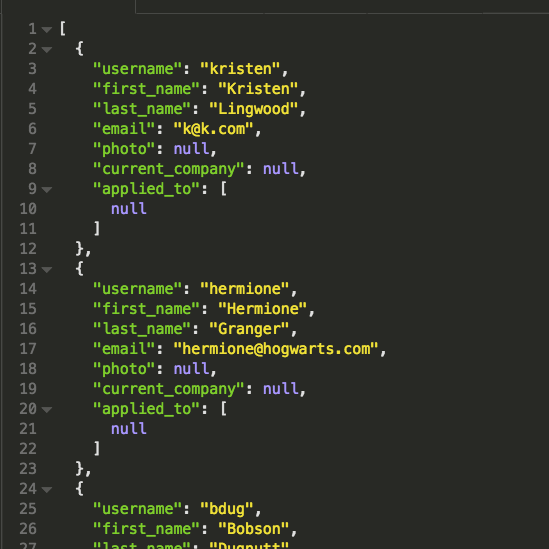 1 [
2 {
3 "username": "kristen",
4 "first_name": "Kristen",
5 "last_name": "Lingwood",
6 "email": "k@k.com",
7 "photo": null,
8 "current_company": null,
9 "applied_to": [
10 null
11 ]
12 },
13 {
14 "username": "hermione",
15 "first_name": "Hermione",
16 "last_name": "Granger",
17 "email": "hermione@hogwarts.com",
18 "photo": null,
19 "current_company": null,
20 "applied_to": [
21 null
22 ]
23 },
24 {
25 "username": "bdug",
26 "first_name": "Bobson",
27 "last_name": "Dugnutt"